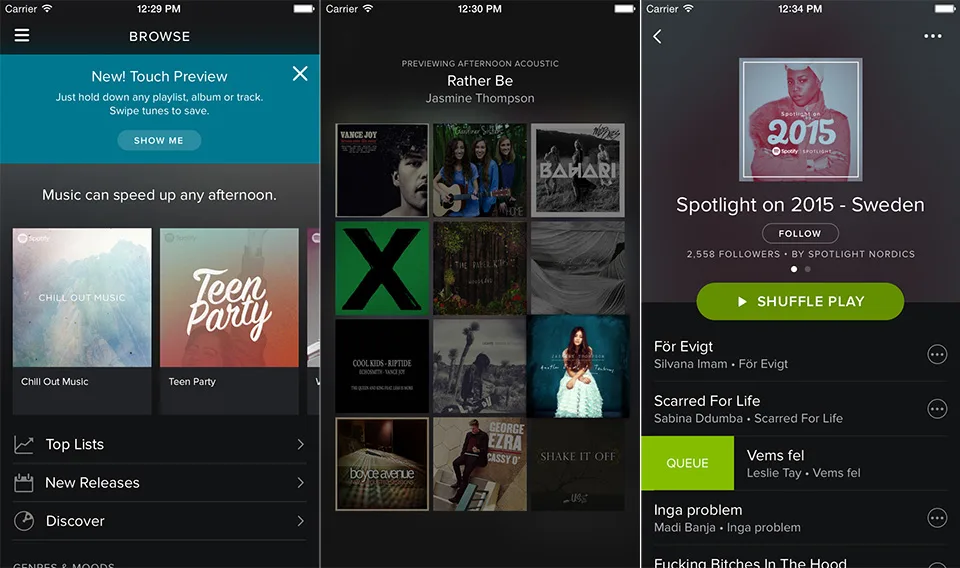 Carrier 12:29 PM
BROWSE
New! Touch Preview
Just hold down any playlist, album or track.
Swipe tunes to save.
SHOW ME
Music can speed up any afternoon.
Spotify
CHILL OUT MUSIC
Spotify
Teen
Party
Chill Out Music
Teen Party
Top Lists
New Releases
Discover
GENRES & MOODS
Carrier 12:30 PM
PREVIEWING AFTERNOON ACOUSTIC
Rather Be
Jasmine Thompson
VANCE JOY
HOME
BAHARI
X
COOL KIDS - RIPTIDE
ECHOSMITH - VANCE JOY
boyce avenue
GEORGE
EZRA
CASSY O'
SHAKE IT OFF
Carrier 12:34 PM
Spotlight on
2015
Spotify SPOTLIGHT
Spotlight on 2015 - Sweden
FOLLOW
2,558 FOLLOWERS • BY SPOTLIGHT NORDICS
SHUFFLE PLAY
För Evigt
Silvana Imam • För Evigt
Scarred For Life
Sabina Ddumba • Scarred For Life
QUEUE
Vems fel
Leslie Tay • Vems fel
Inga problem
Madi Banja • Inga problem
Fucking Bitches In The Hood